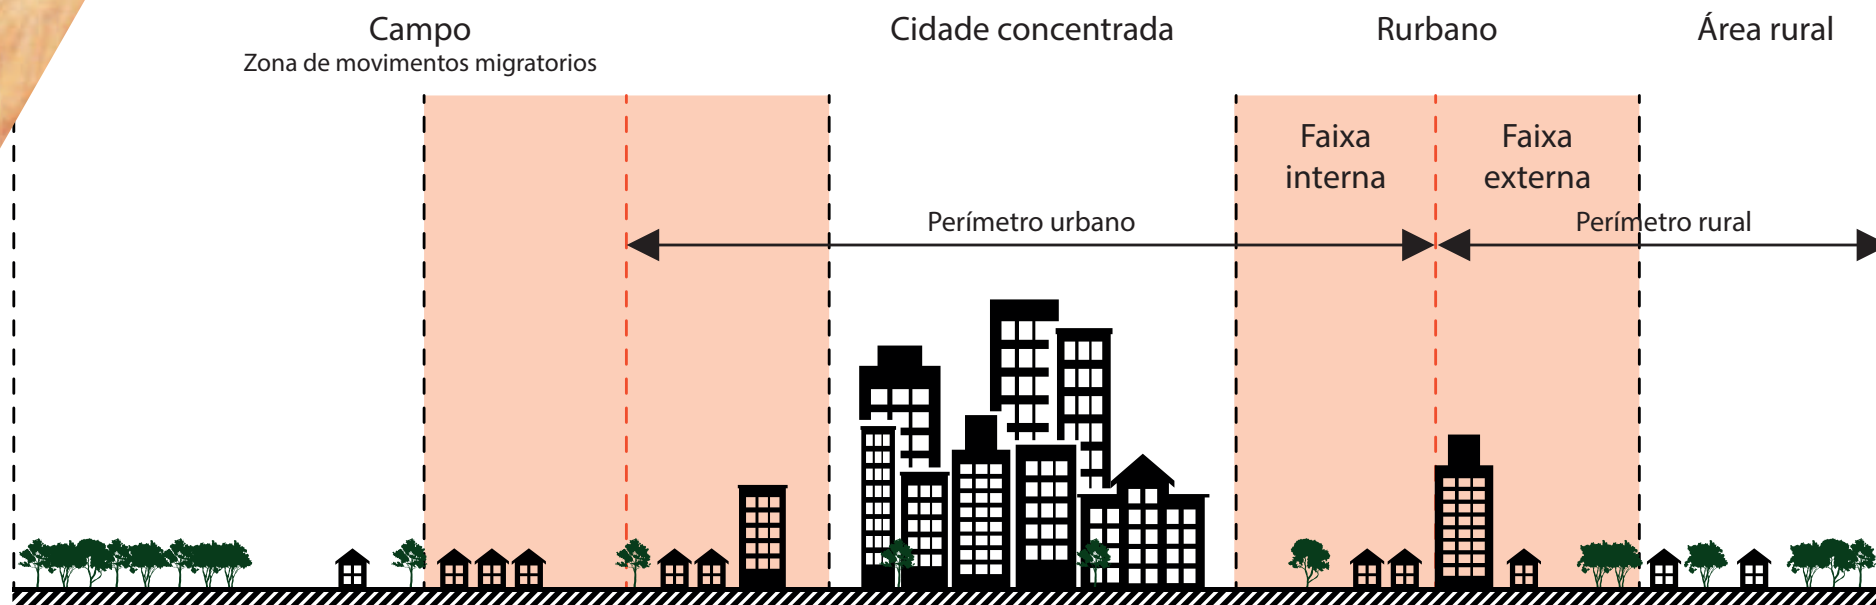 Campo
Zona de movimentos migratorios
Cidade concentrada
Rurbano
Área rural
Faixa
interna
Faixa
externa
Perímetro urbano
Perímetro rural